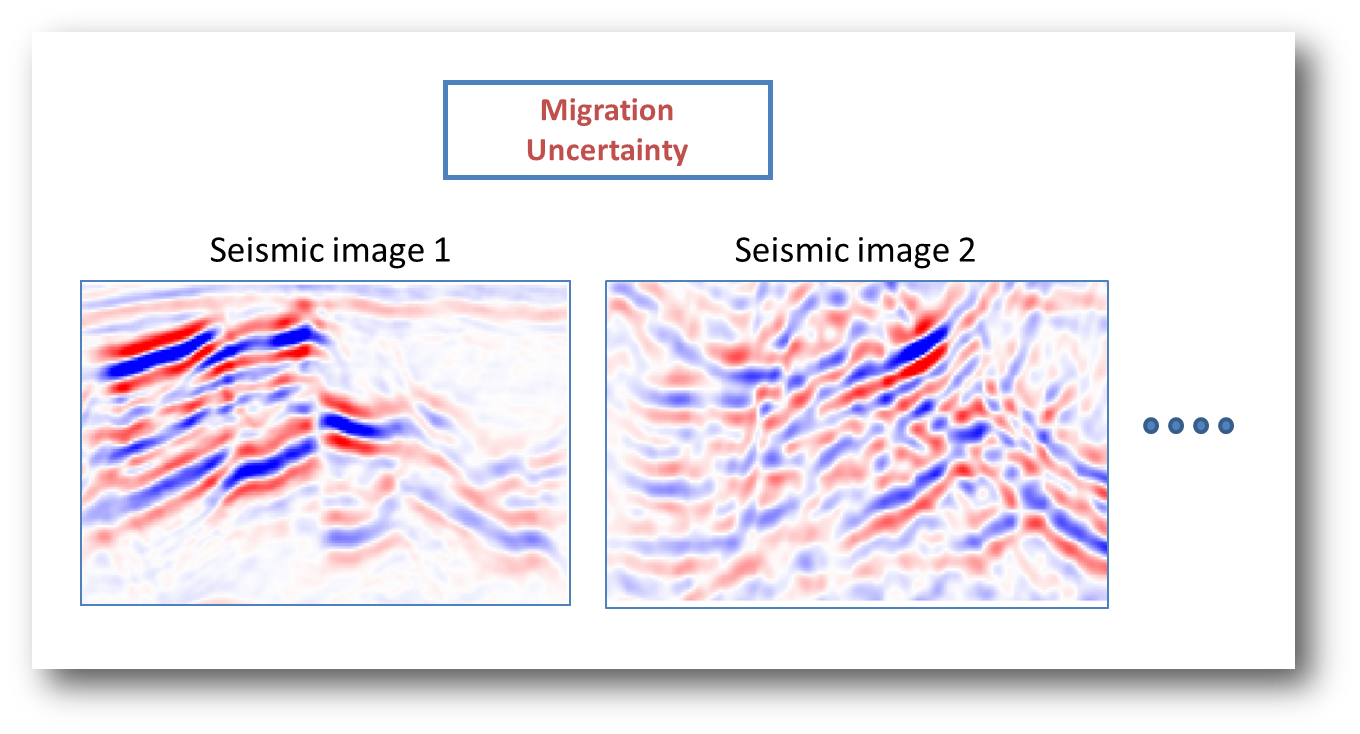 Migration
Uncertainty
Seismic image 1
Seismic image 2